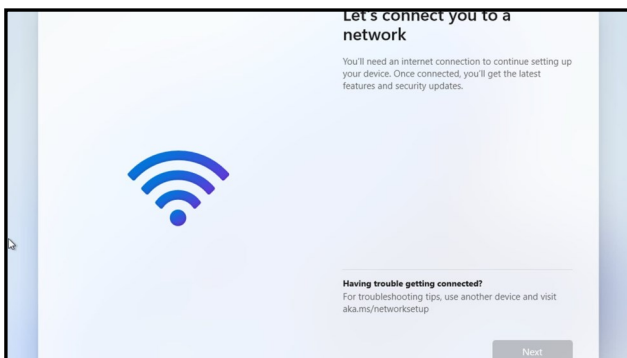 Let's connect you to a
network
You'll need an internet connection to continue setting up
your device. Once connected, you'll get the latest
features and security updates.
Having trouble getting connected?
For troubleshooting tips, use another device and visit
aka.ms/networksetup
Next